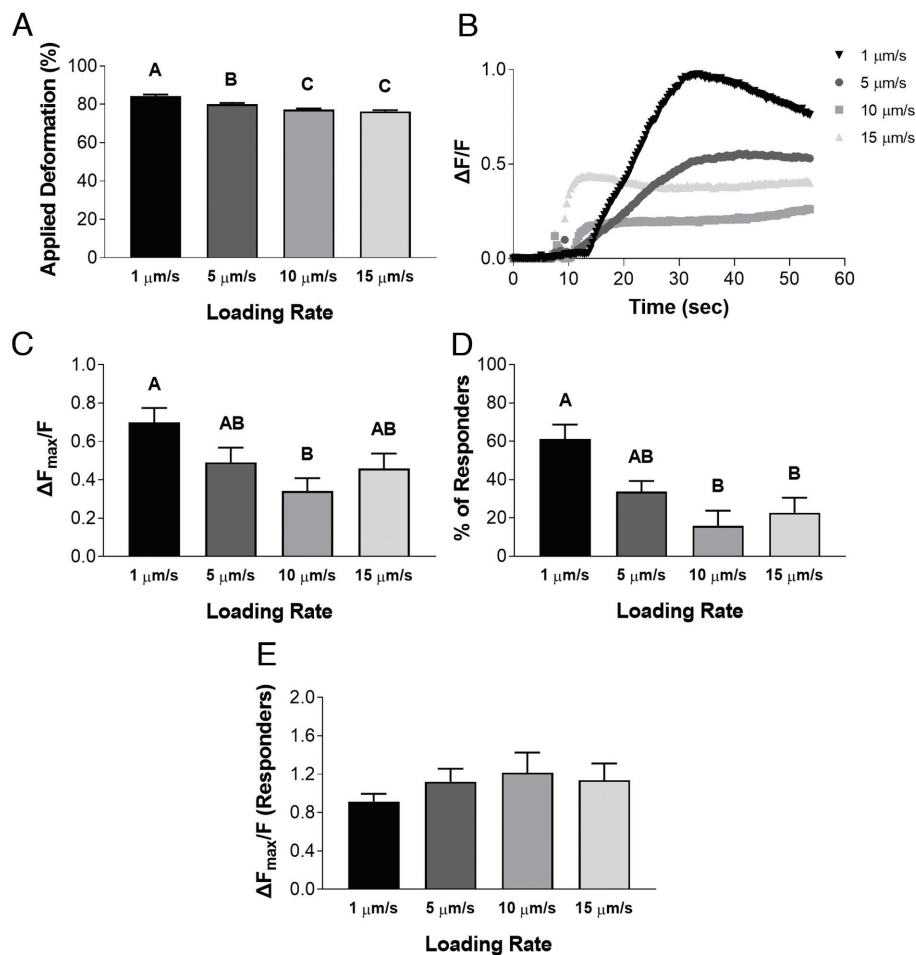 A
Applied Deformation (%)
100
80
60
40
20
0
A
B
C
C
1 μm/s
5 μm/s
10 μm/s
15 μm/s
Loading Rate
B
ΔF/F
1.0
0.5
0.0
0
10
20
30
40
50
60
Time (sec)
1 μm/s
5 μm/s
10 μm/s
15 μm/s
C
ΔFmax/F
1.0
0.8
0.6
0.4
0.2
0.0
A
AB
B
AB
1 μm/s
5 μm/s
10 μm/s
15 μm/s
Loading Rate
D
% of Responders
100
80
60
40
20
0
A
AB
B
B
1 μm/s
5 μm/s
10 μm/s
15 μm/s
Loading Rate
E
ΔFmax/F (Responders)
2.0
1.6
1.2
0.8
0.4
0.0
1 μm/s
5 μm/s
10 μm/s
15 μm/s
Loading Rate